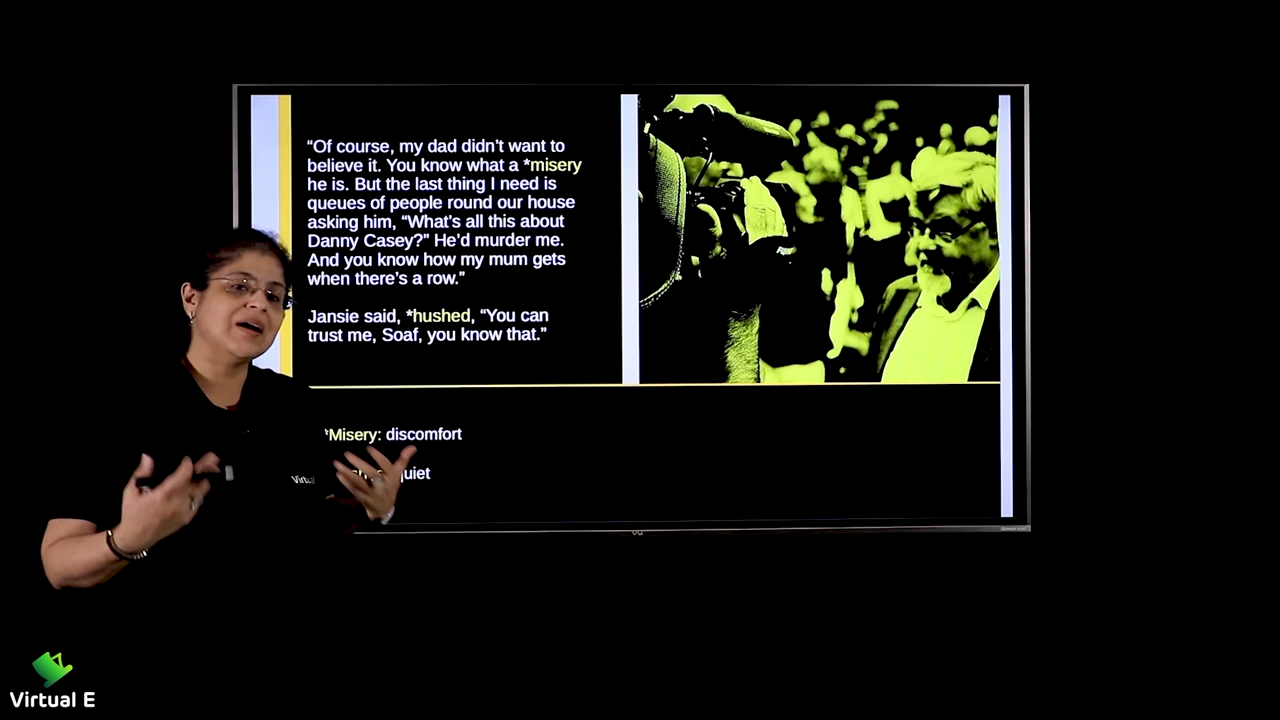 “Of course, my dad didn’t want to
believe it. You know what a *misery
he is. But the last thing I need is
queues of people round our house
asking him, “What’s all this about
Danny Casey?” He’d murder me.
And you know how my mum gets
when there’s a row.”
Jansie said, *hushed, “You can
trust me, Soaf, you know that.”
*Misery: discomfort
Virtual E